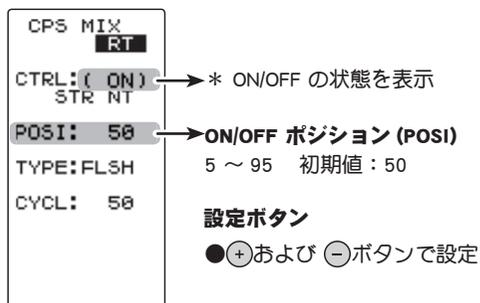 CPS MIX
RT
CTRL:( ON)
STR NT
POSI: 50
TYPE:FLSH
CYCL: 50
＊ ON/OFF の状態を表示
ON/OFF ポジション (POSI)
5 ～ 95　初期値：50
設定ボタン
●(+)および(−)ボタンで設定